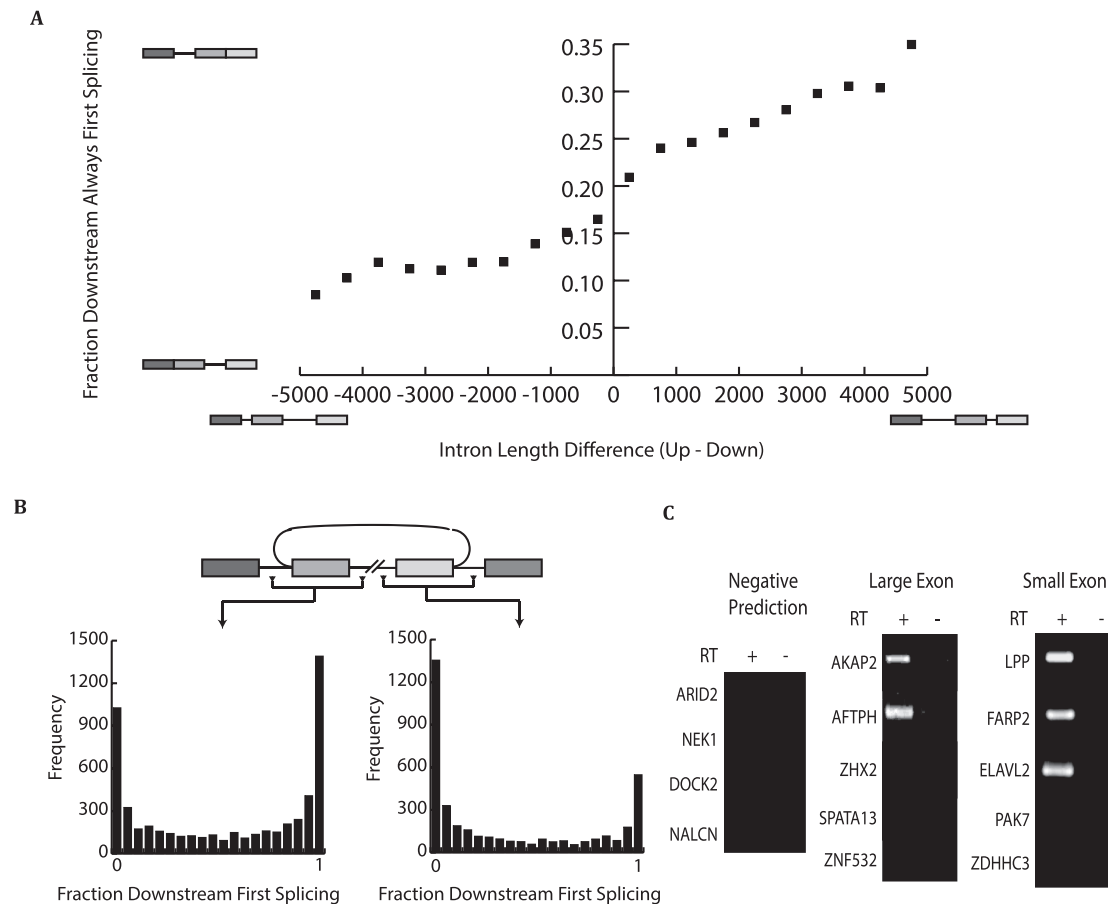 A
Fraction Downstream Always First Splicing
0.35
0.30
0.25
0.20
0.15
0.10
0.05
-5000 -4000 -3000 -2000 -1000 0 1000 2000 3000 4000 5000
Intron Length Difference (Up - Down)
B
1500
1200
900
600
300
0
Frequency
0 1
Fraction Downstream First Splicing
1500
1200
900
600
300
0
Frequency
0 1
Fraction Downstream First Splicing
C
Negative
Prediction
RT + -
ARID2
NEK1
DOCK2
NALCN
Large Exon
RT + -
AKAP2
AFTPH
ZHX2
SPATA13
ZNF532
Small Exon
RT + -
LPP
FARP2
ELAVL2
PAK7
ZDHHC3